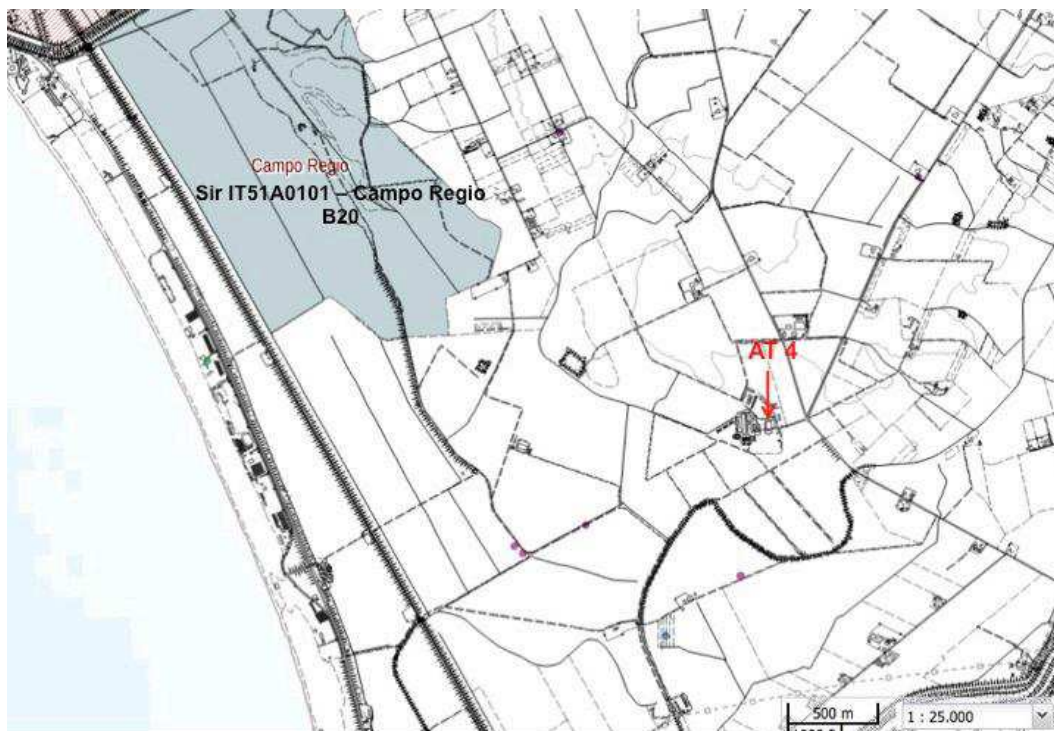 Campo Regio
Sir IT51A0101 – Campo Regio
B20
AT 4
500 m
1 : 25.000